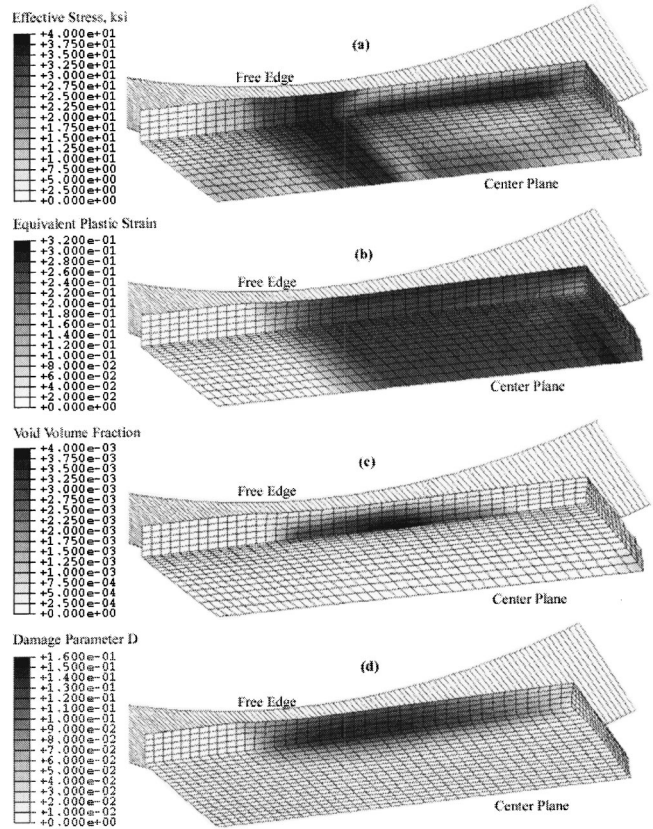 Effective Stress, ksi
+4.000e+01
+3.750e+01
+3.500e+01
+3.250e+01
+3.000e+01
+2.750e+01
+2.500e+01
+2.250e+01
+2.000e+01
+1.750e+01
+1.500e+01
+1.250e+01
+1.000e+01
+7.500e+00
+5.000e+00
+2.500e+00
+0.000e+00
(a)
Free Edge
Center Plane
Equivalent Plastic Strain
+3.200e-01
+3.000e-01
+2.800e-01
+2.600e-01
+2.400e-01
+2.200e-01
+2.000e-01
+1.800e-01
+1.600e-01
+1.400e-01
+1.200e-01
+1.000e-01
+8.000e-02
+6.000e-02
+4.000e-02
+2.000e-02
+0.000e+00
(b)
Free Edge
Center Plane
Void Volume Fraction
+4.000e-03
+3.750e-03
+3.500e-03
+3.250e-03
+3.000e-03
+2.750e-03
+2.500e-03
+2.250e-03
+2.000e-03
+1.750e-03
+1.500e-03
+1.250e-03
+1.000e-03
+7.500e-04
+5.000e-04
+2.500e-04
+0.000e+00
(c)
Free Edge
Center Plane
Damage Parameter D
+1.600e-01
+1.500e-01
+1.400e-01
+1.300e-01
+1.200e-01
+1.100e-01
+1.000e-01
+9.000e-02
+8.000e-02
+7.000e-02
+6.000e-02
+5.000e-02
+4.000e-02
+3.000e-02
+2.000e-02
+1.000e-02
+0.000e+00
(d)
Free Edge
Center Plane